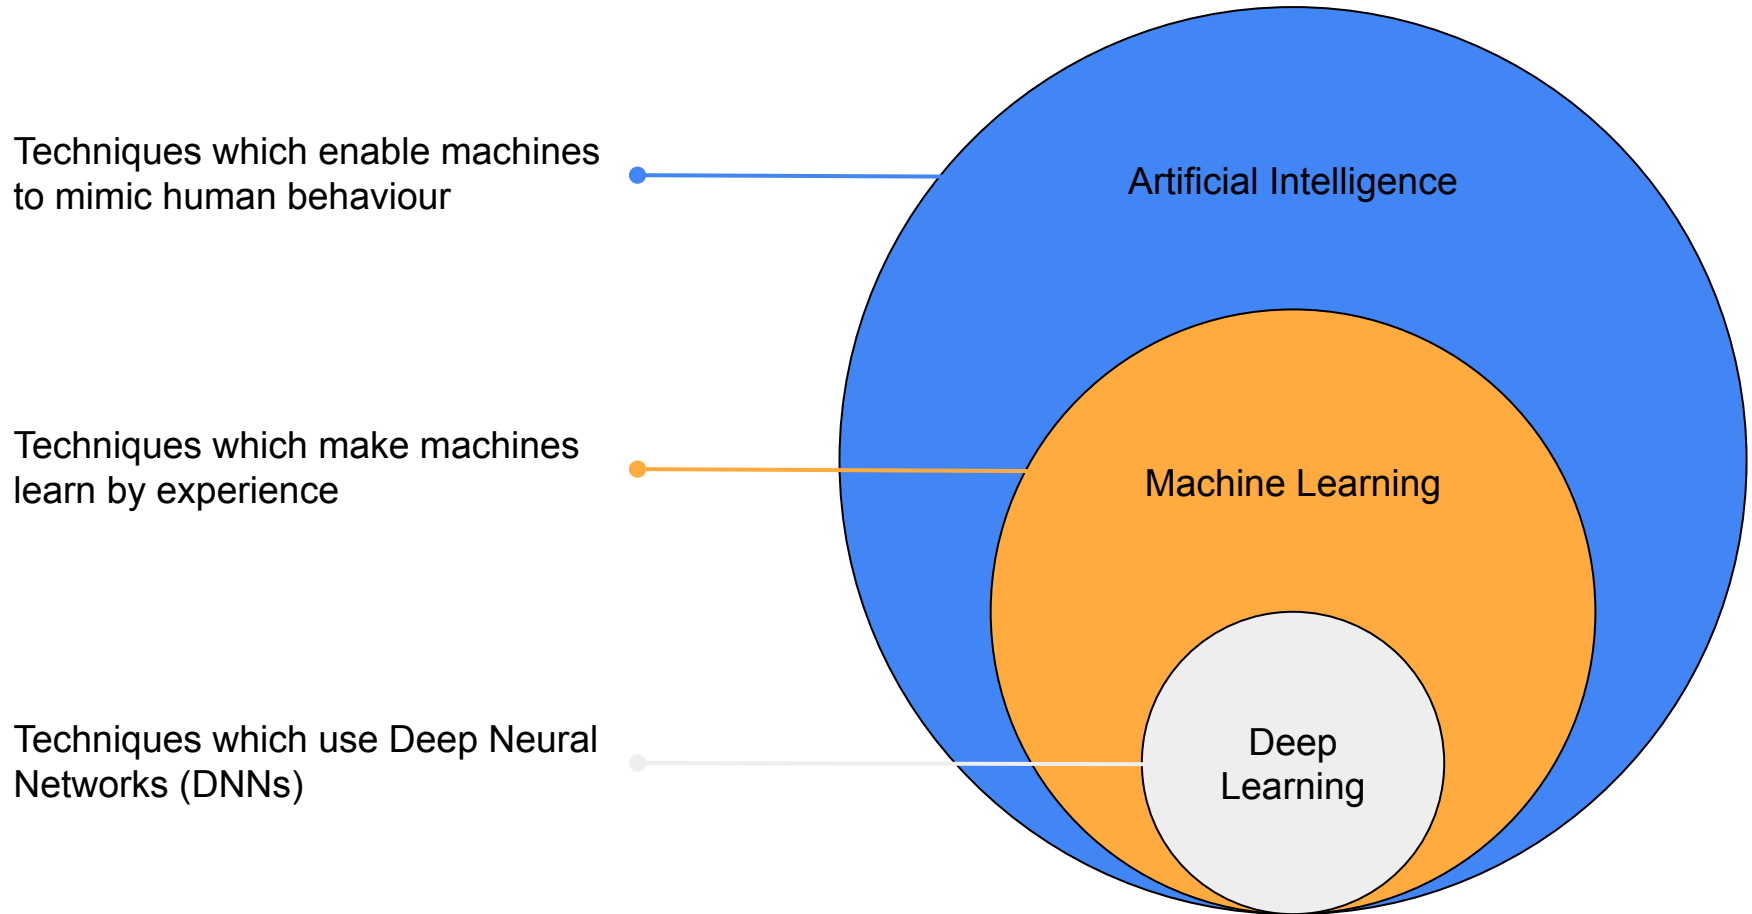 Techniques which enable machines
to mimic human behaviour
Artificial Intelligence
Techniques which make machines
learn by experience
Machine Learning
Techniques which use Deep Neural
Networks (DNNs)
Deep
Learning